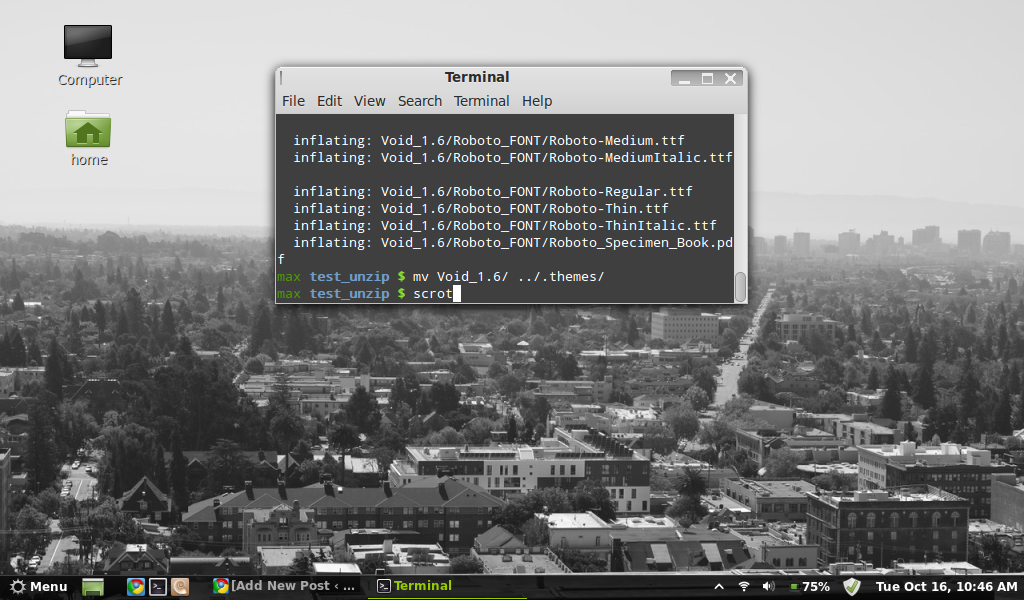 Computer
home
Terminal
File Edit View Search Terminal Help
inflating: Void_1.6/Roboto_FONT/Roboto-Medium.ttf
inflating: Void_1.6/Roboto_FONT/Roboto-MediumItalic.ttf
inflating: Void_1.6/Roboto_FONT/Roboto-Regular.ttf
inflating: Void_1.6/Roboto_FONT/Roboto-Thin.ttf
inflating: Void_1.6/Roboto_FONT/Roboto-ThinItalic.ttf
inflating: Void_1.6/Roboto_FONT/Roboto_Specimen_Book.pd
f
max test_unzip $ mv Void_1.6/ ../.themes/
max test_unzip $ scrot
Menu [Add New Post ‹ ... Terminal 75% Tue Oct 16, 10:46 AM